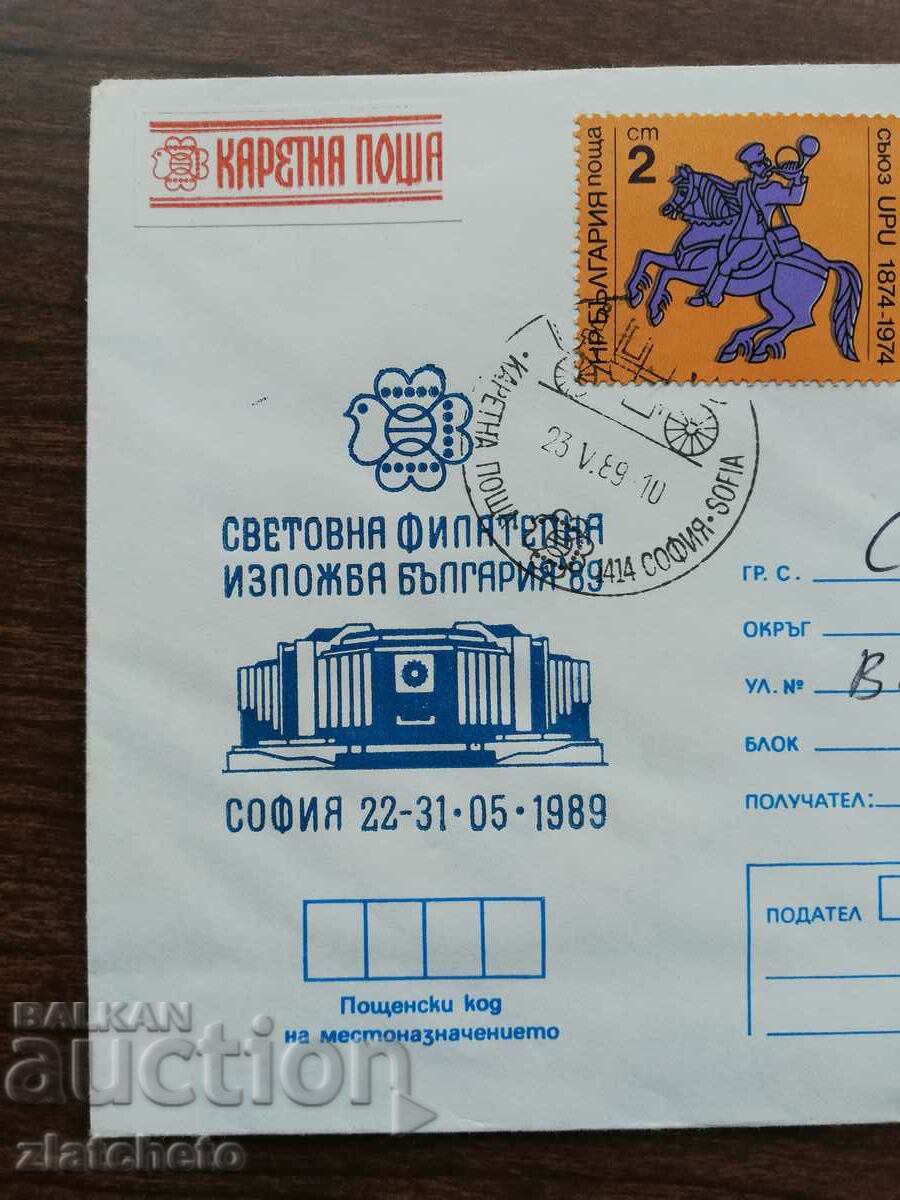 КАРЕТНА ПОЩА
ст
2
НР БЪЛГАРИЯ поща
съюз UPU 1874-1974
• КАРЕТНА ПОЩА
23 V.89-10
1414 СОФИЯ • SOFIA
СВЕТОВНА ФИЛАТЕЛНА
ИЗЛОЖБА БЪЛГАРИЯ'89
СОФИЯ 22-31•05•1989
ГР. С.
ОКРЪГ
УЛ. №
БЛОК
ПОЛУЧАТЕЛ:
ПОДАТЕЛ
Пощенски код
на местоназначението
BALKAN
auction
zlatcheto